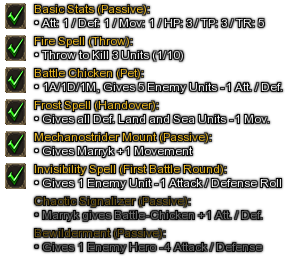 Basic Stats (Passive):
• Att: 1 / Def: 1 / Mov: 1 / HP: 3 / TP: 3 / TR: 5
Fire Spell (Throw):
• Throw to Kill 3 Units (1/10)
Battle Chicken (Pet):
• 1A/1D/1M, Gives 5 Enemy Units -1 Att. / Def.
Frost Spell (Handover):
• Gives all Def. Land and Sea Units -1 Mov.
Mechanostrider Mount (Passive):
• Gives Marryk +1 Movement
Invisibility Spell (First Battle Round):
• Gives 1 Enemy Unit -1 Attack / Defense Roll
Chaotic Signalizer (Passive):
• Marryk gives Battle-Chicken +1 Att. / Def.
Bewilderment (Passive):
• Gives 1 Enemy Hero -4 Attack / Defense